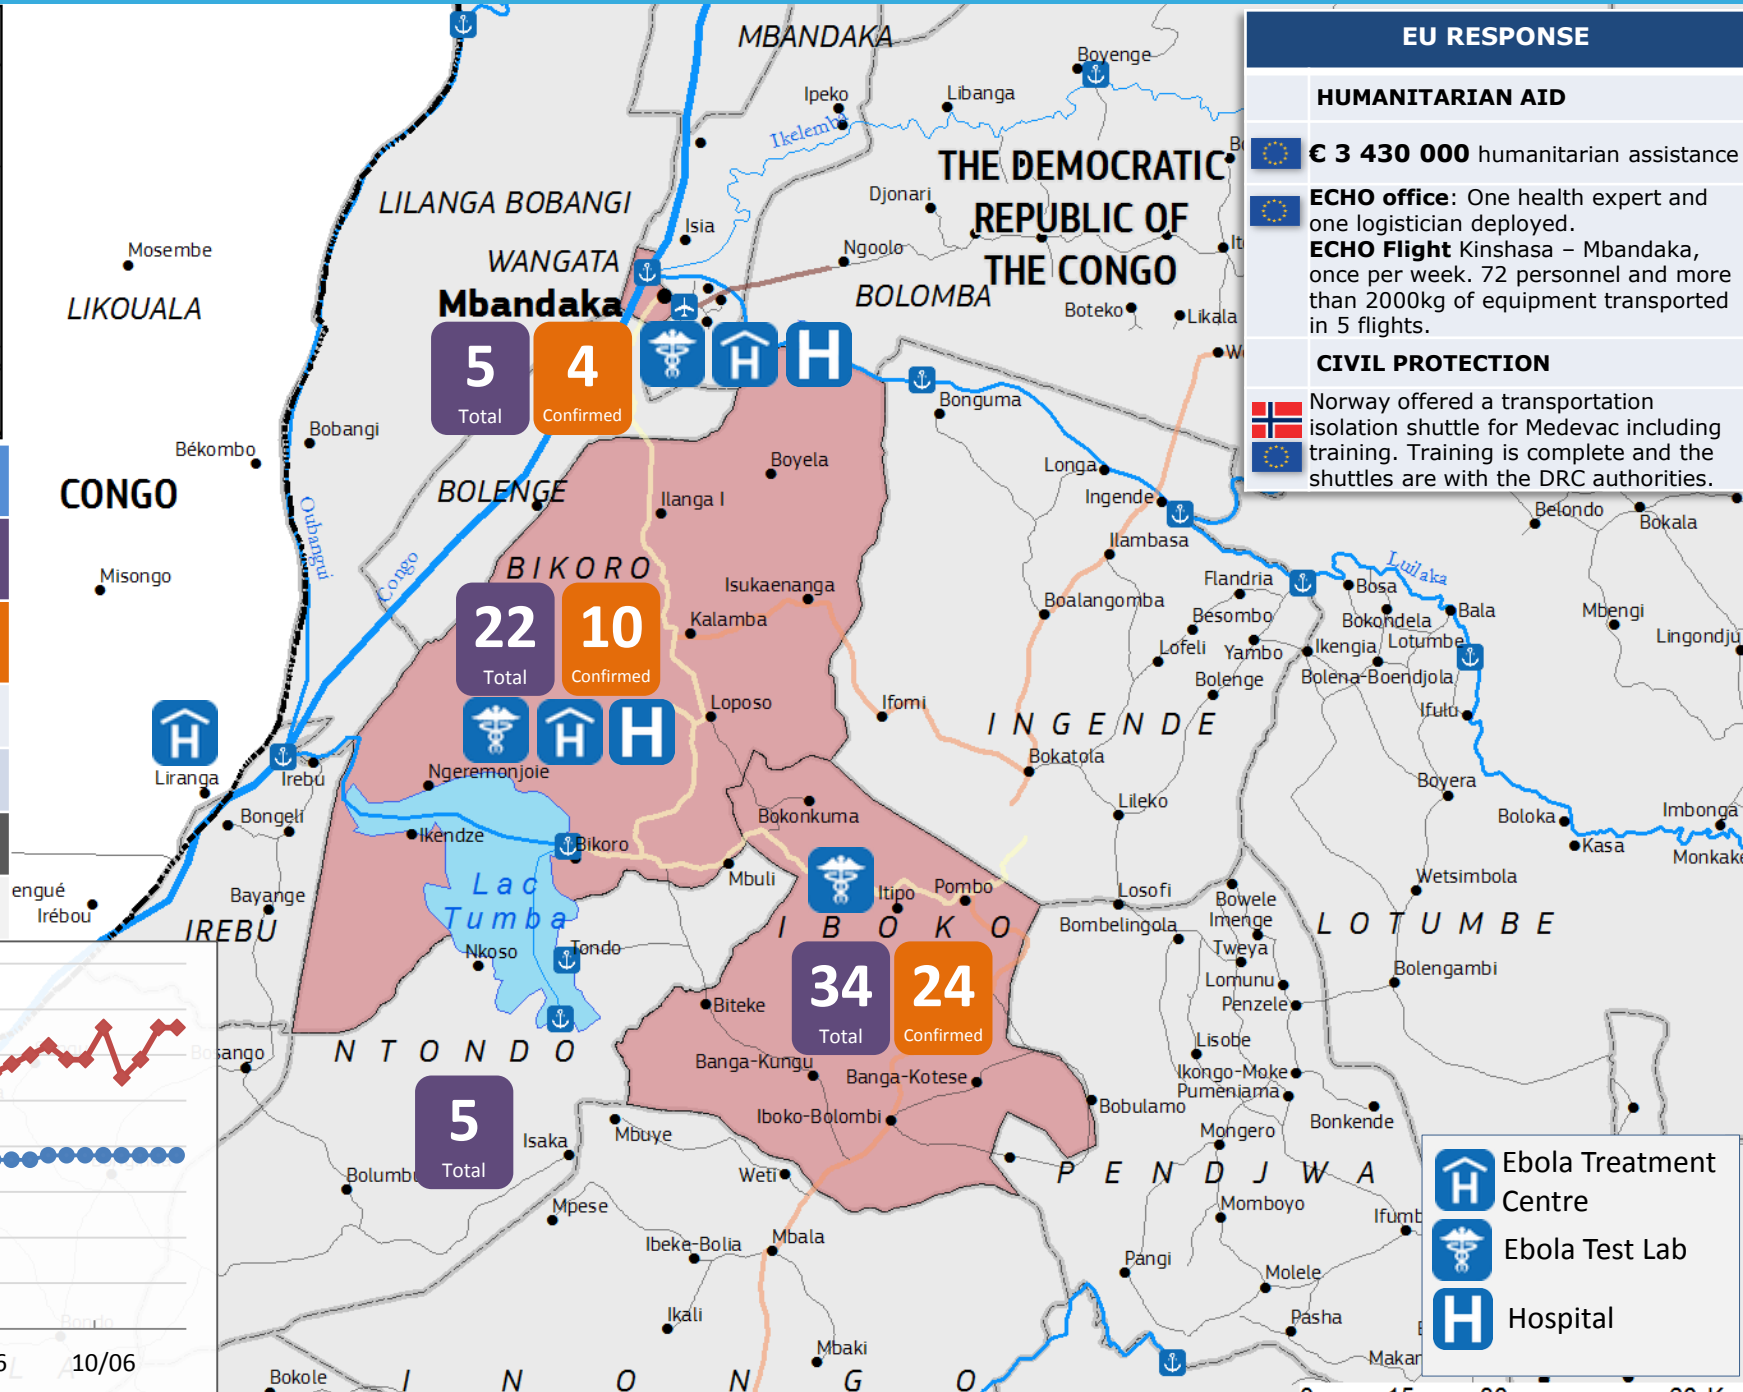 MBANDAKA
Boyenge
Ipeko
Libanga
Ikelemba
THE DEMOCRATIC
REPUBLIC OF
THE CONGO
LILANGA BOBANGI
Djonari
Isia
Ngoolo
Mosembe
WANGATA
LIKOUALA
Mbandaka
BOLOMBA
Boteko
Likala
5
Total
4
Confirmed
Bonguma
Bobangi
Békombo
CONGO
BOLENGE
Boyela
Ilanga I
Longa
Ingende
Belondo
Bokala
Oubangui
Congo
Misongo
BIKORO
Ilambasa
Luilaka
Isukaenanga
Flandria
Bosa
22
Total
10
Confirmed
Kalamba
Boalangomba
Besombo
Bokondela
Bala
Mbengi
Lofeli
Yambo
Ikengia
Lotumbe
Lingondju
Bolenge
Bolena-Boendjola
Loposo
Ifomi
INGENDE
Ifulu
Liranga
Irebu
Ngeremonjoie
Bokatola
Boyera
Bongeli
Ikendze
Bikoro
Bokonkuma
Lileko
Boloka
Imbonga
Kasa
Monkake
engué
Irébou
Bayange
Lac
Tumba
Mbuli
Itipo
Pombo
Losofi
Bowele
Wetsimbola
IREBU
IBOKO
Bombelingola
Imenge
LOTUMBE
Nkoso
Tondo
Tweya
34
Total
24
Confirmed
Lomunu
Bolengambi
Biteke
Penzele
Bosango
NTONDO
Banga-Kungu
Banga-Kotese
Lisobe
Ikongo-Moke
Pumeniama
Iboko-Bolombi
Bobulamo
Bonkende
5
Total
Isaka
Mbuye
Mongero
Bolumbu
Weti
PENDJWA
Mpese
Momboyo
Ifumb
Ibeke-Bolia
Mbala
Pangi
Molele
Ikali
Pasha
Mbaki
Makar
Bokole
INONGO
10/06
EU RESPONSE
HUMANITARIAN AID
€ 3 430 000 humanitarian assistance
ECHO office: One health expert and
one logistician deployed.
ECHO Flight Kinshasa – Mbandaka,
once per week. 72 personnel and more
than 2000kg of equipment transported
in 5 flights.
CIVIL PROTECTION
Norway offered a transportation
isolation shuttle for Medevac including
training. Training is complete and the
shuttles are with the DRC authorities.
Ebola Treatment
Centre
Ebola Test Lab
Hospital